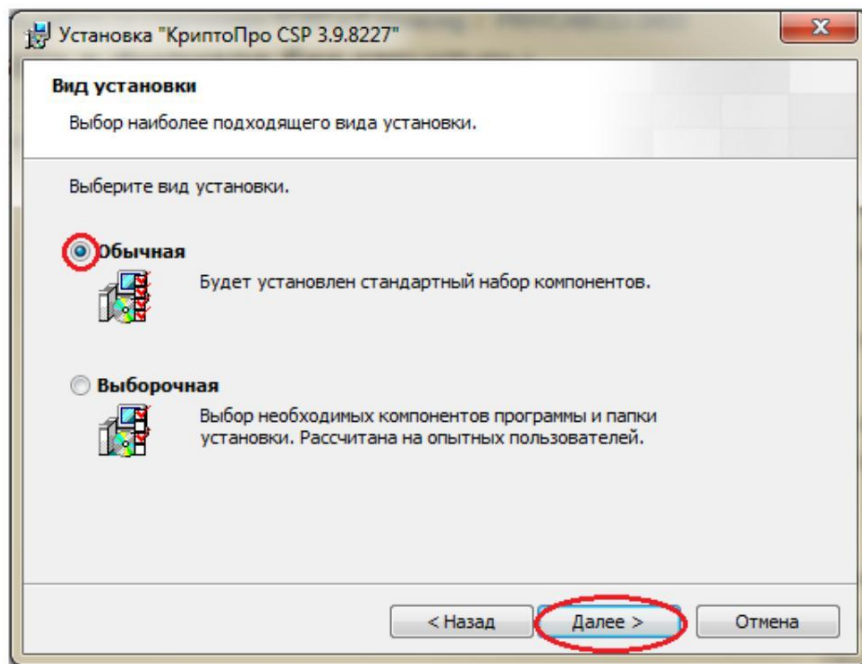 Установка "КриптоПро CSP 3.9.8227"
Вид установки
Выбор наиболее подходящего вида установки.
Выберите вид установки.
Обычная
Будет установлен стандартный набор компонентов.
Выборочная
Выбор необходимых компонентов программы и папки
установки. Рассчитана на опытных пользователей.
< Назад
Далее >
Отмена